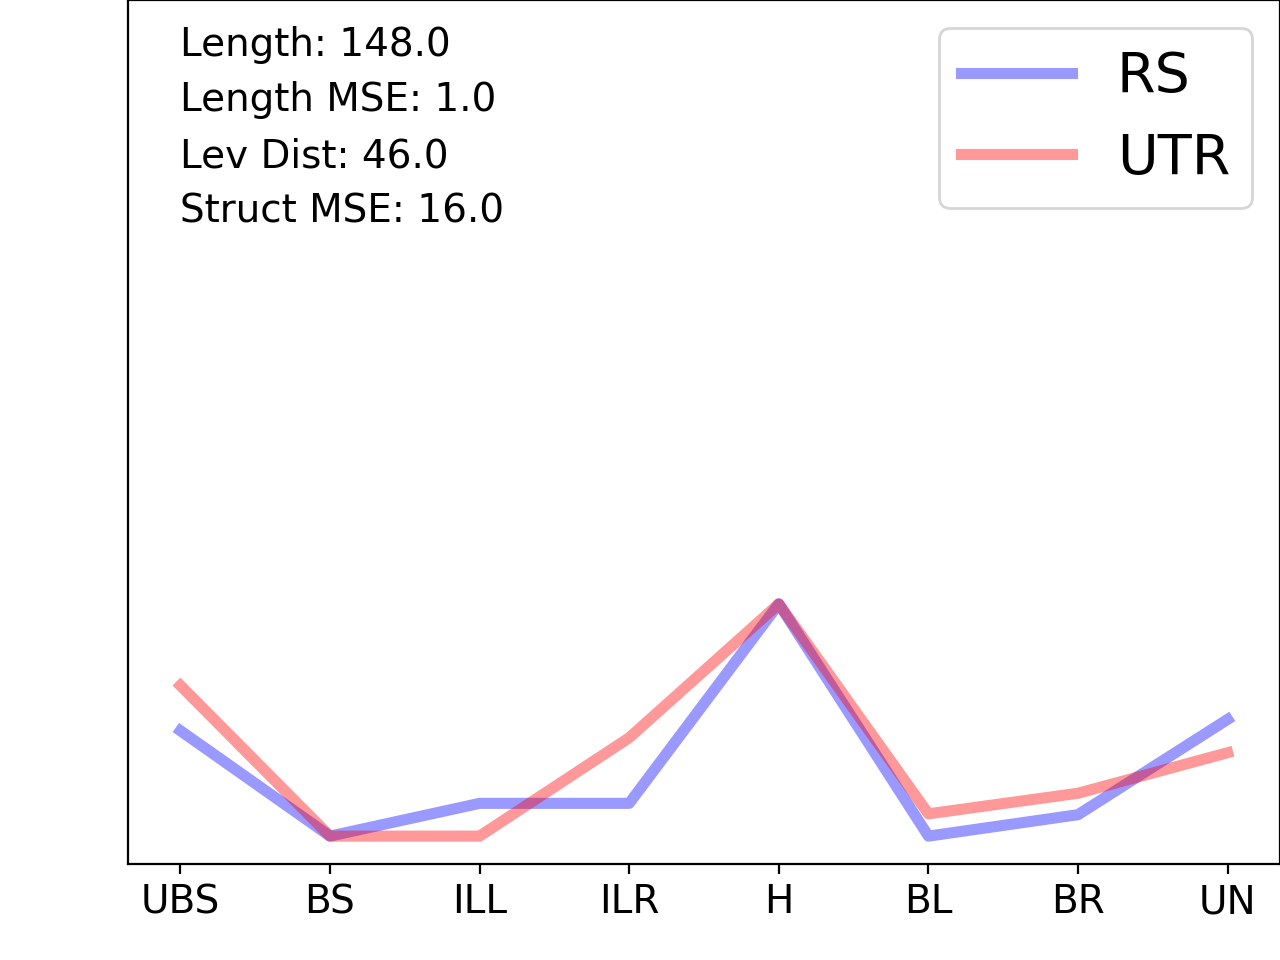 Length: 148.0
Length MSE: 1.0
Lev Dist: 46.0
Struct MSE: 16.0
RS
UTR
UBS BS ILL ILR H BL BR UN